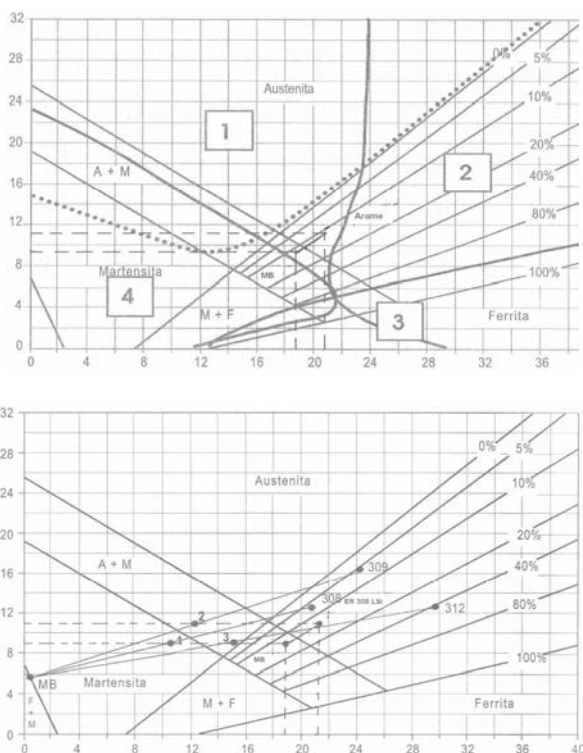 32
28
24
20
16
12
8
4
0
0 4 8 12 16 20 24 28 32 36
Austenita
0%
5%
10%
20%
40%
80%
100%
1
2
3
4
A + M
Arame
MB
Martensita
M + F
Ferrita
32
28
24
20
16
12
8
4
0
0 4 8 12 16 20 24 28 32 36 40
Austenita
0%
5%
10%
20%
40%
80%
100%
A + M
309
308
ER 308 LSi
312
2
1
3
MB
MB
Martensita
F
+
M
M + F
Ferrita